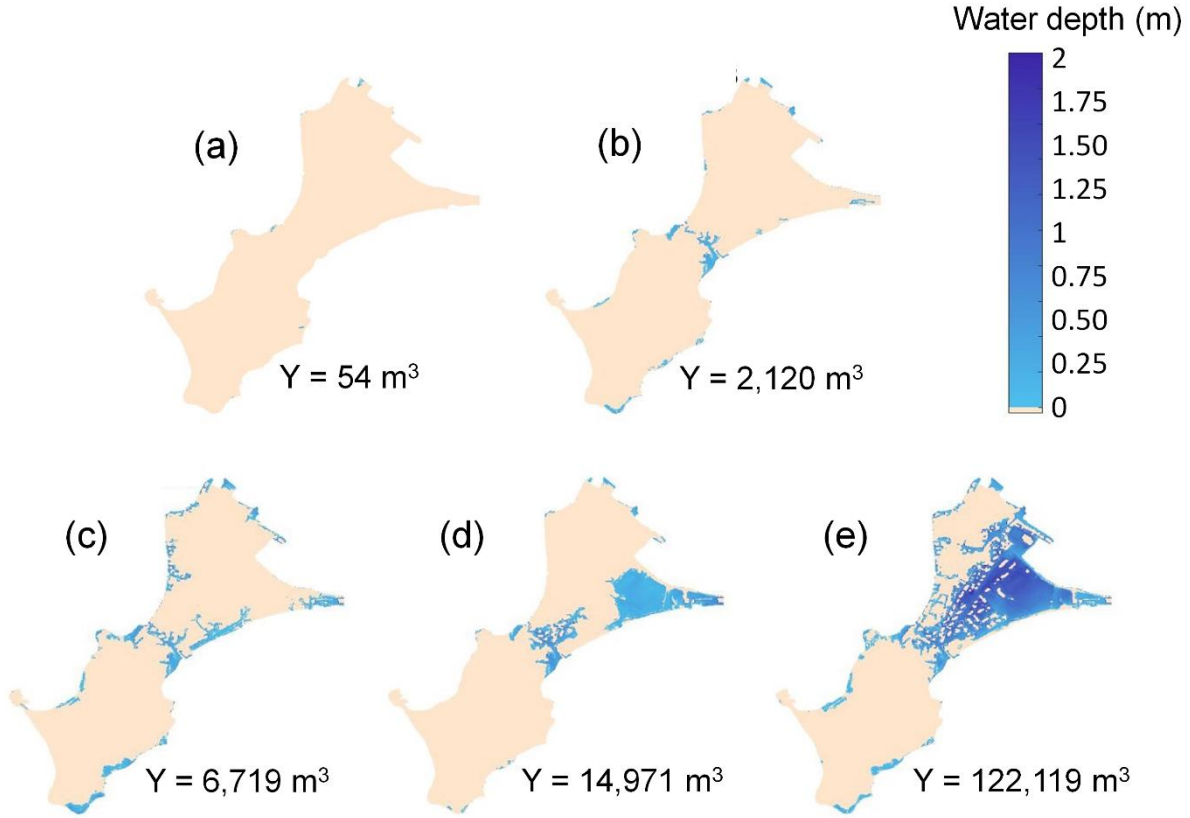 Water depth (m)
2
1.75
1.50
1.25
1
0.75
0.50
0.25
0
(a)
Y = 54 m³
(b)
Y = 2,120 m³
(c)
Y = 6,719 m³
(d)
Y = 14,971 m³
(e)
Y = 122,119 m³